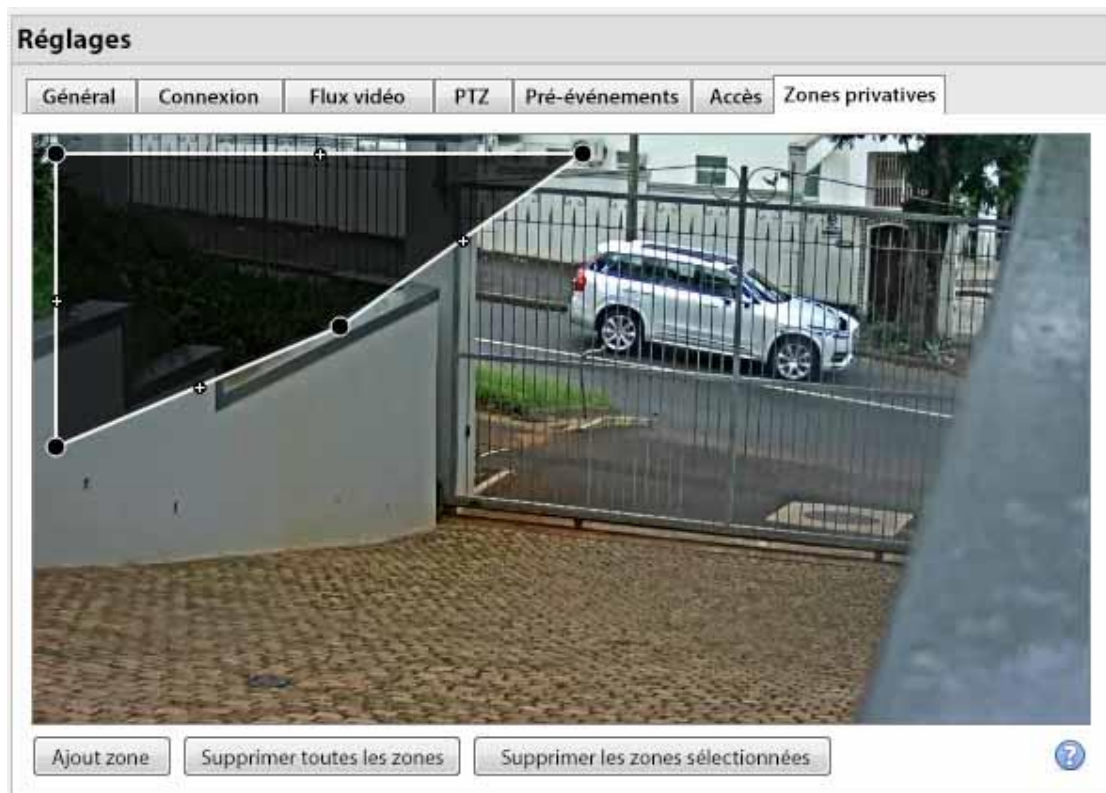 Réglages
Général Connexion Flux vidéo PTZ Pré-événements Accès Zones privatives
Ajout zone Supprimer toutes les zones Supprimer les zones sélectionnées ?